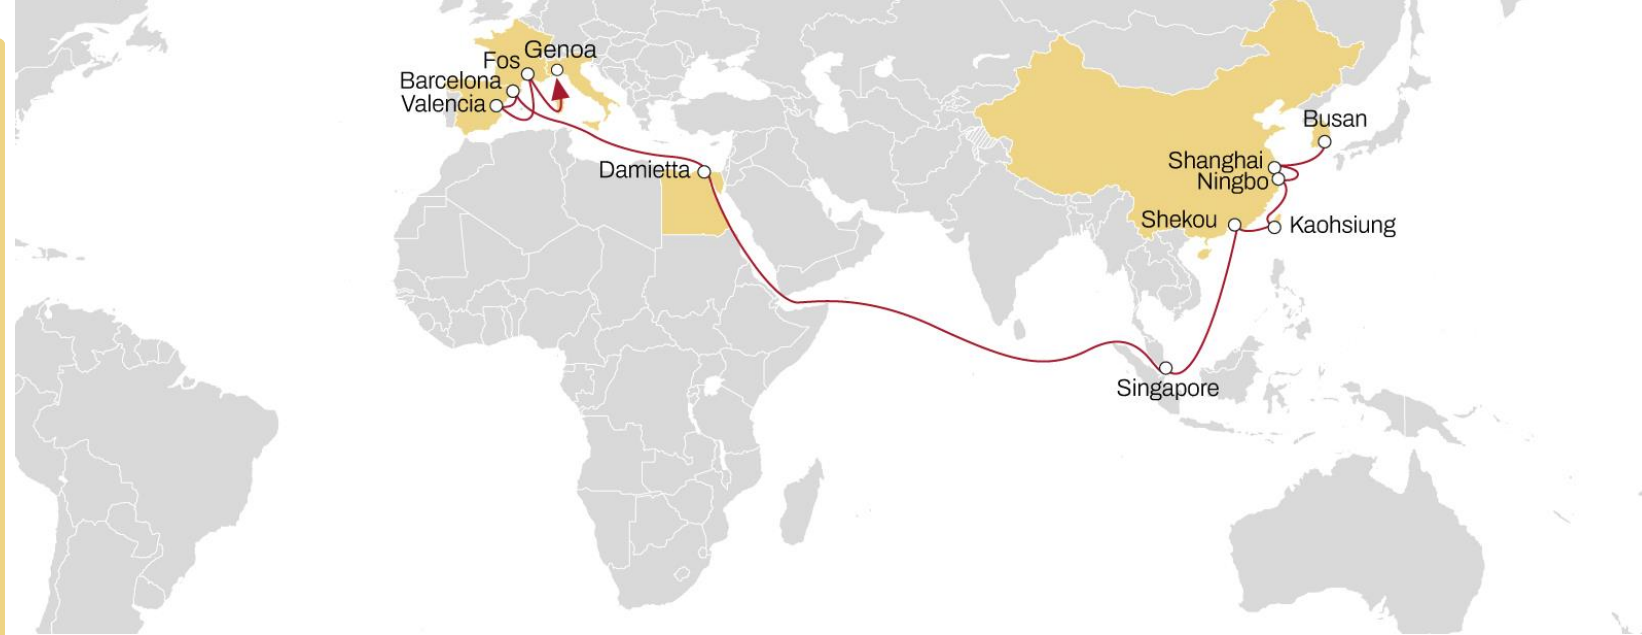 Genoa
Fos
Barcelona
Valencia
Busan
Shanghai
Damietta
Ningbo
Shekou
Kaohsiung
Singapore